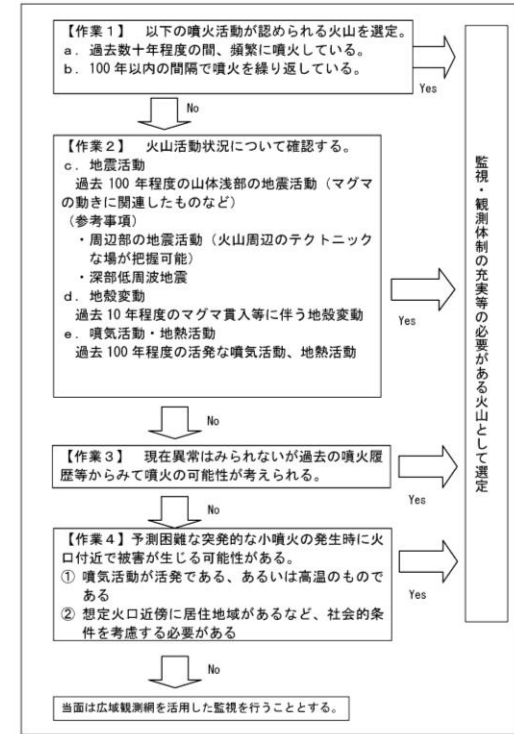 【作業1】 以下の噴火活動が認められる火山を選定。
a．過去数十年程度の間、頻繁に噴火している。
b．100年以内の間隔で噴火を繰り返している。
Yes
No
【作業2】 火山活動状況について確認する。
c．地震活動
過去100年程度の山体浅部の地震活動（マグマ
の動きに関連したものなど）
（参考事項）
・周辺部の地震活動（火山周辺のテクトニック
な場が把握可能）
・深部低周波地震
d．地殻変動
過去10年程度のマグマ貫入等に伴う地殻変動
e．噴気活動・地熱活動
過去100年程度の活発な噴気活動、地熱活動
Yes
No
【作業3】 現在異常はみられないが過去の噴火履
歴等からみて噴火の可能性が考えられる。
Yes
No
【作業4】予測困難な突発的な小噴火の発生時に火
口付近で被害が生じる可能性がある。
① 噴気活動が活発である、あるいは高温のもので
ある
② 想定火口近傍に居住地域があるなど、社会的条
件を考慮する必要がある
Yes
No
当面は広域観測網を活用した監視を行うこととする。
監視・観測体制の充実等の必要がある火山として選定